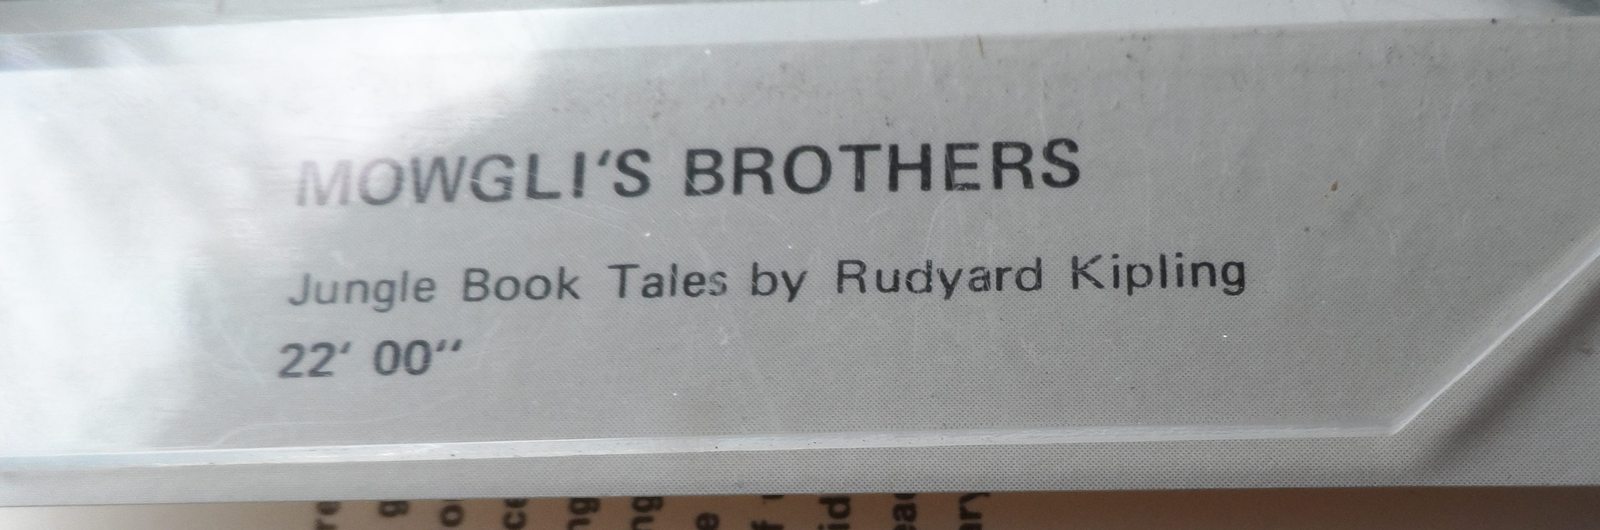 MOWGLI'S BROTHERS
Jungle Book Tales by Rudyard Kipling
22' 00"